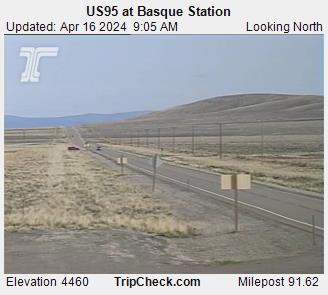 US95 at Basque Station
Updated: Apr 16 2024 9:05 AM Looking North
Elevation 4460 TripCheck.com Milepost 91.62